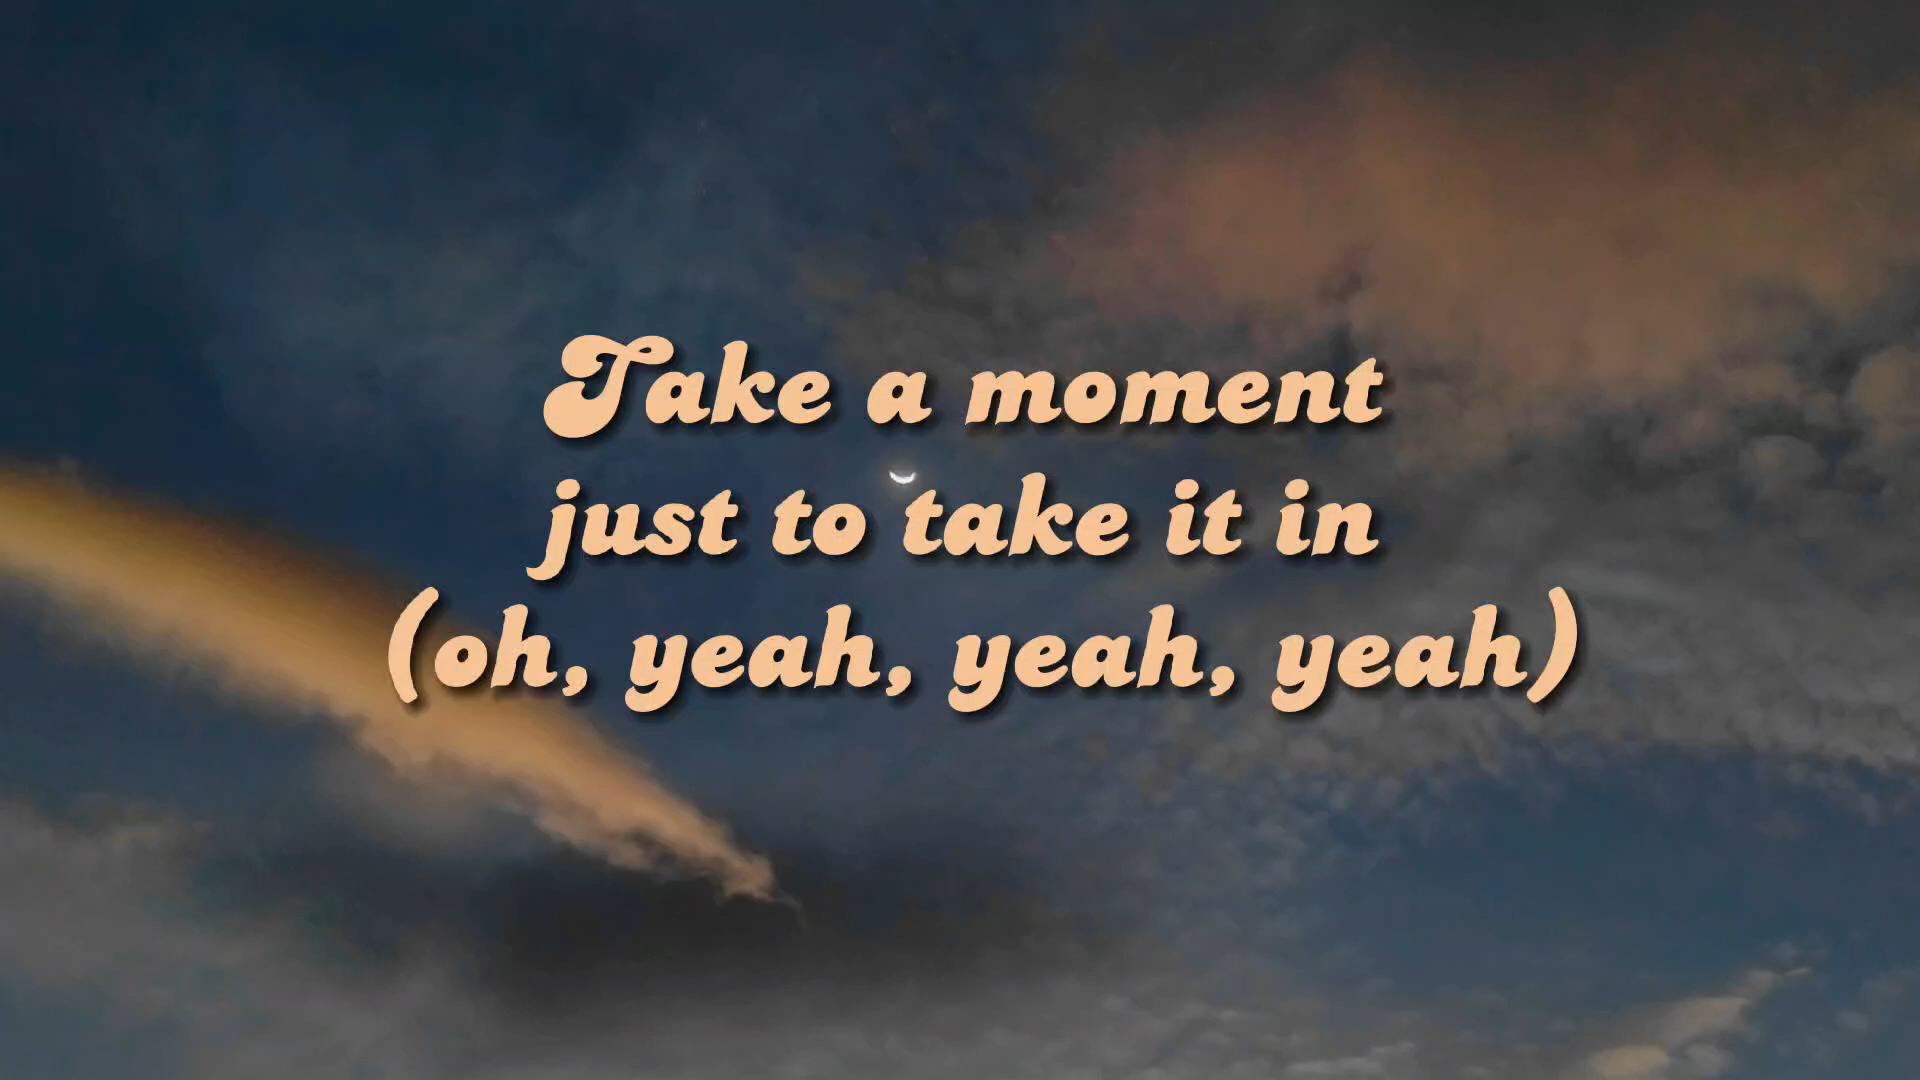 Take a moment
just to take it in
(oh, yeah, yeah, yeah)